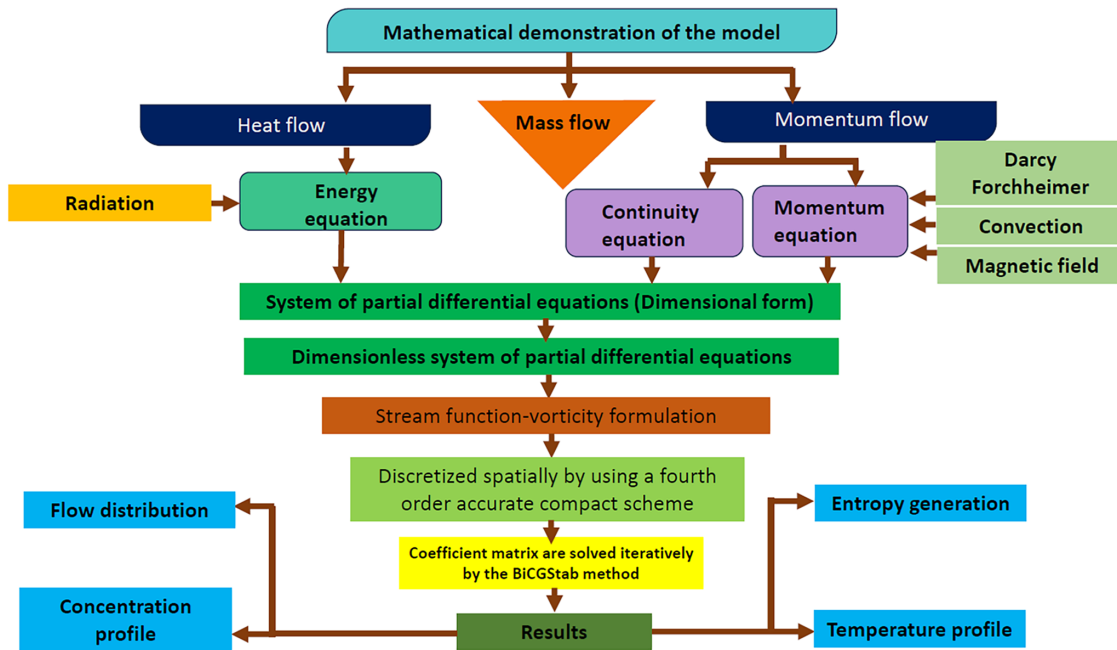 Mathematical demonstration of the model
Heat flow
Mass flow
Momentum flow
Radiation
Energy
equation
Continuity
equation
Momentum
equation
Darcy
Forchheimer
Convection
Magnetic field
System of partial differential equations (Dimensional form)
Dimensionless system of partial differential equations
Stream function-vorticity formulation
Discretized spatially by using a fourth
order accurate compact scheme
Flow distribution
Entropy generation
Coefficient matrix are solved iteratively
by the BiCGStab method
Concentration
profile
Results
Temperature profile